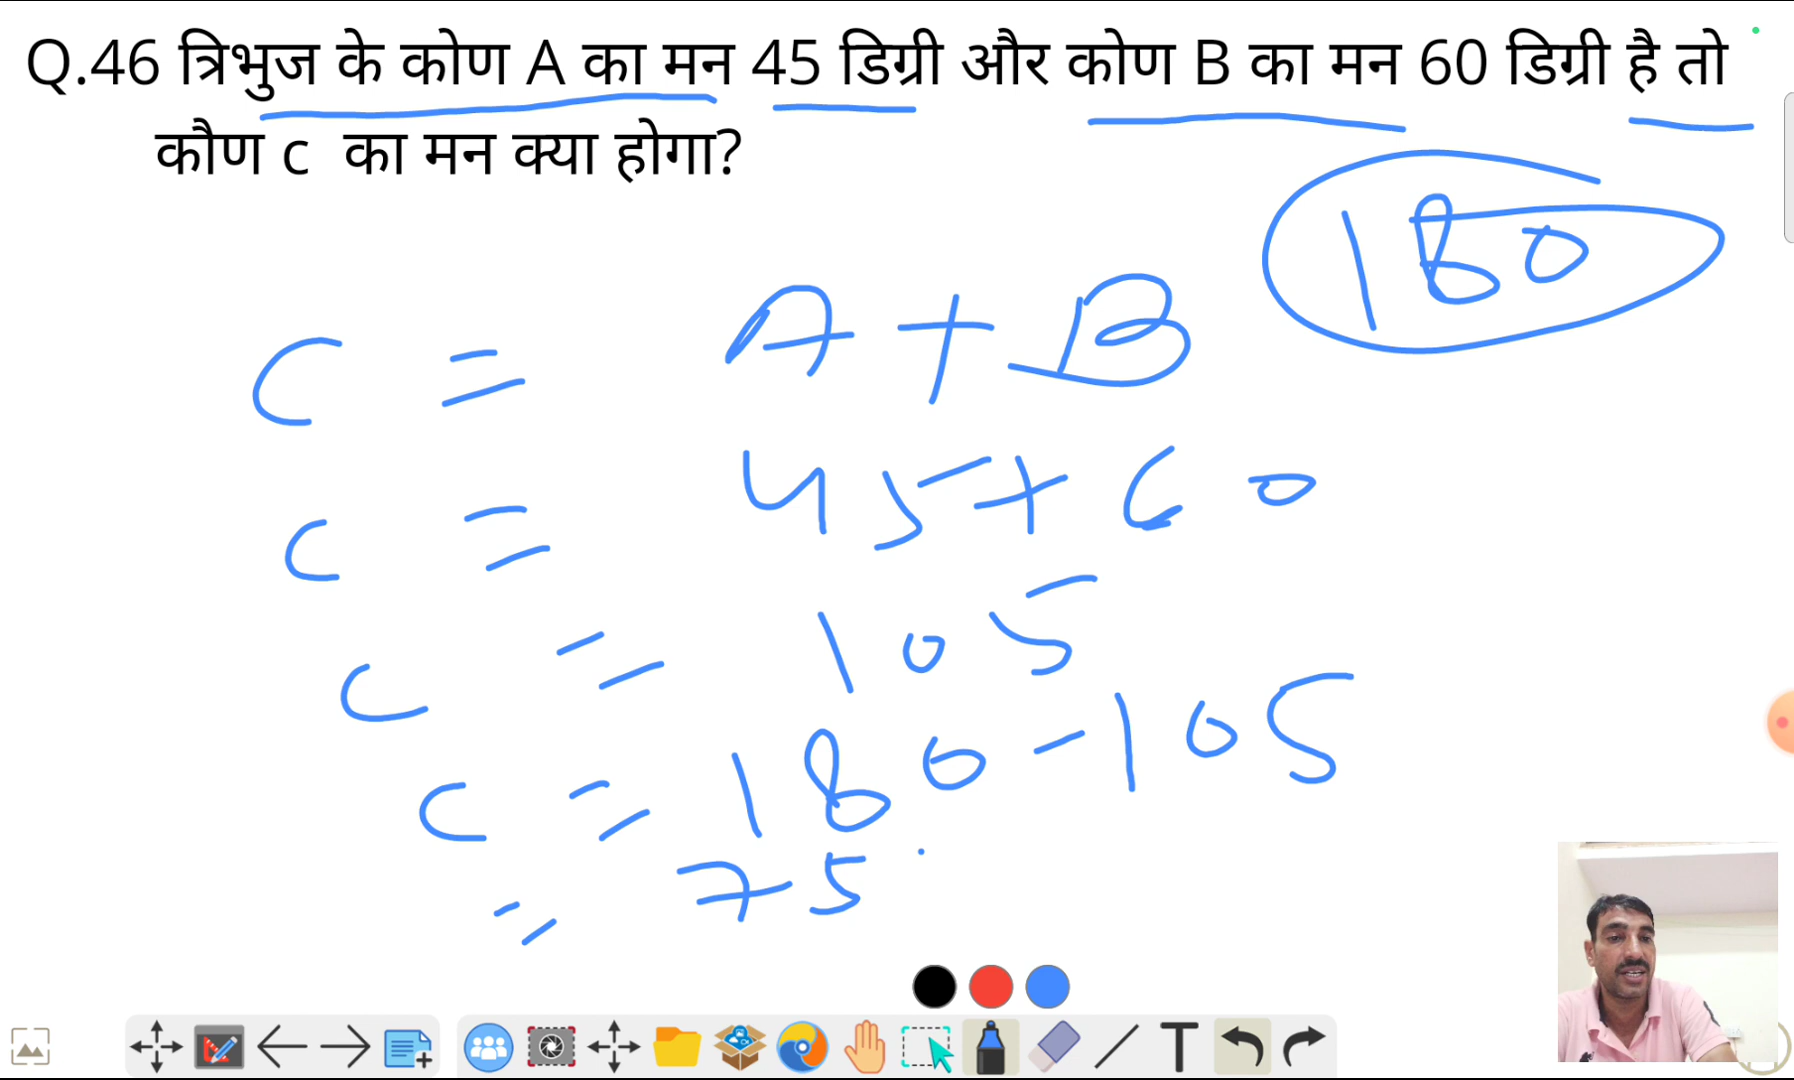 Q.46 त्रिभुज के कोण A का मन 45 डिग्री और कोण B का मन 60 डिग्री है तो
कौण c का मन क्या होगा?
180
C = A + B
C = 45 + 60
C = 105
C = 180 - 105
= 75
T